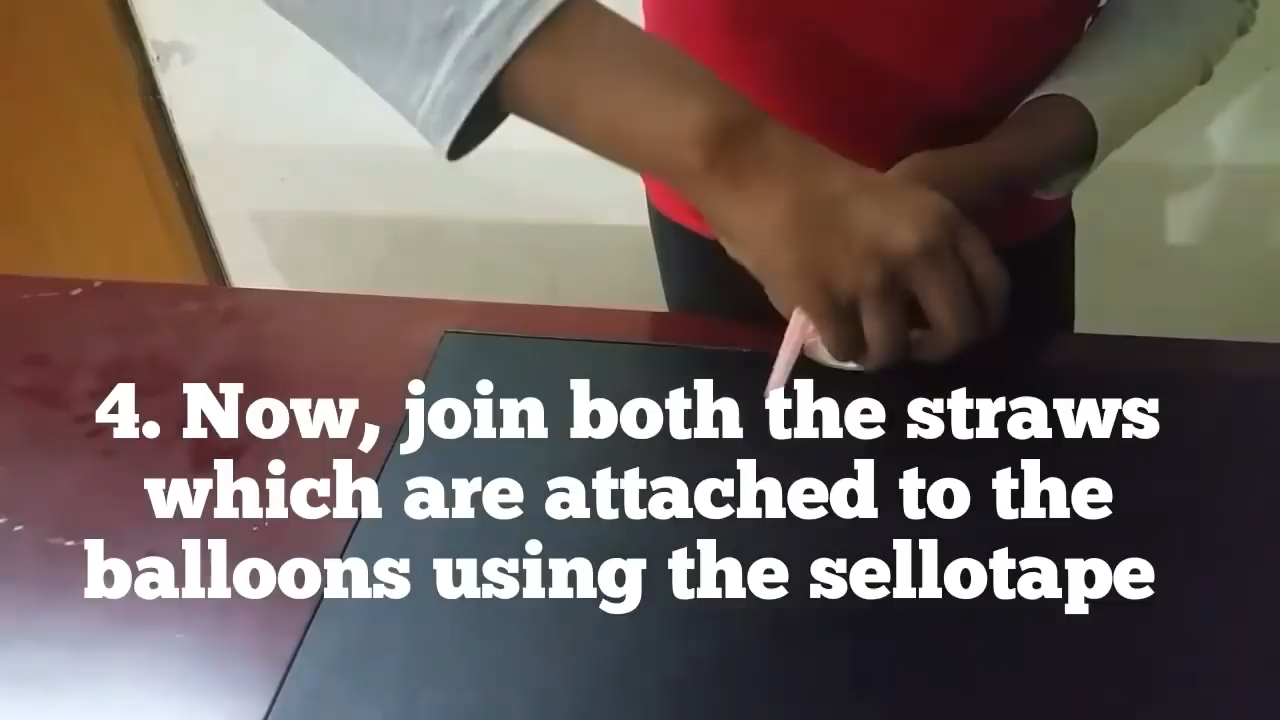 4. Now, join both the straws
which are attached to the
balloons using the sellotape